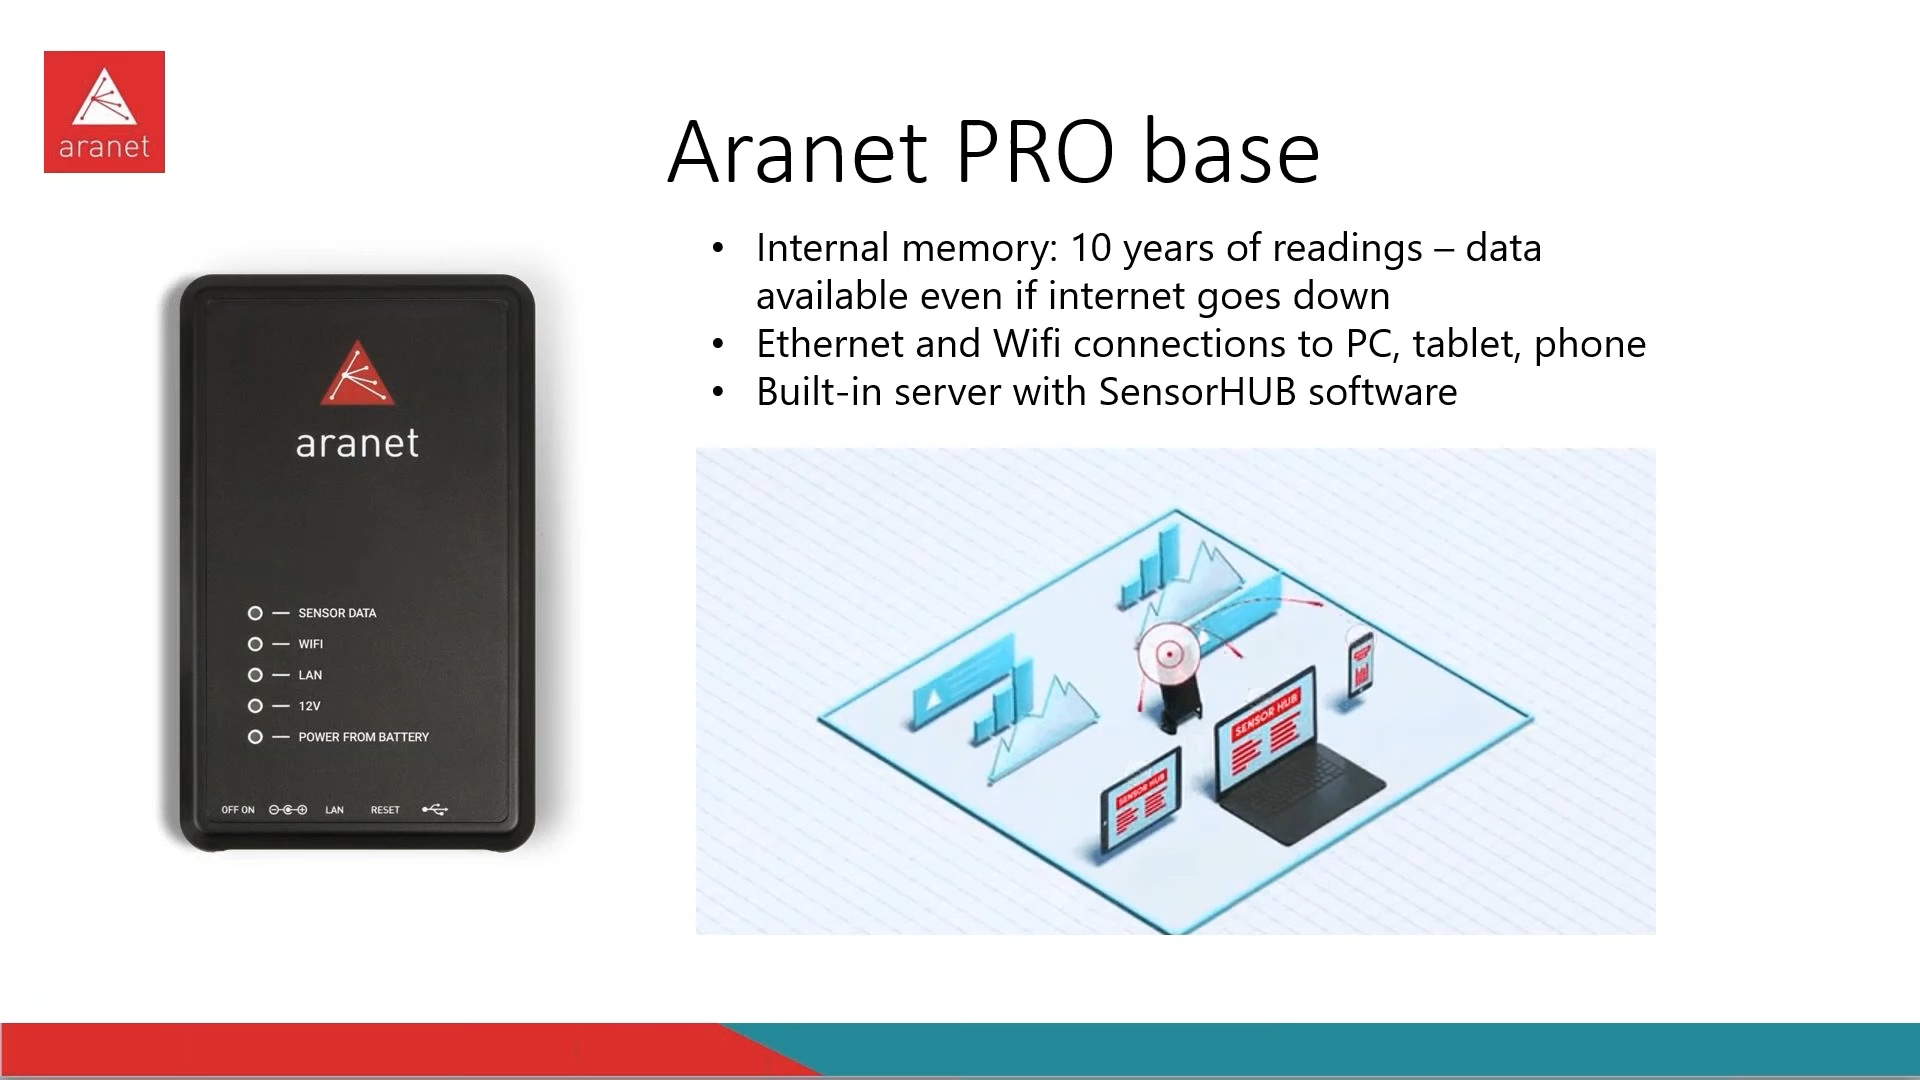 aranet
Aranet PRO base
• Internal memory: 10 years of readings – data
available even if internet goes down
• Ethernet and Wifi connections to PC, tablet, phone
• Built-in server with SensorHUB software
aranet
SENSOR DATA
WIFI
LAN
12V
POWER FROM BATTERY
OFF ON LAN RESET
SENSOR HUB
SENSOR HUB